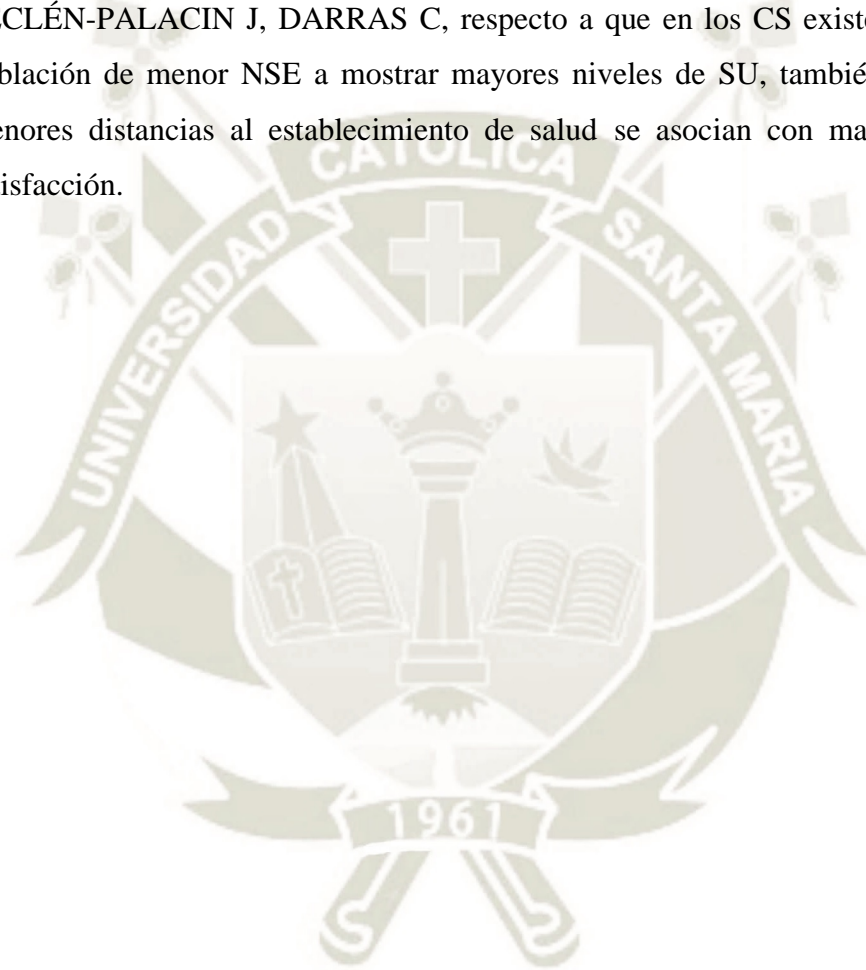 ECLÉN-PALACIN J, DARRAS C, respecto a que en los CS existe
blación de menor NSE a mostrar mayores niveles de SU, tambié
enores distancias al establecimiento de salud se asocian con ma
isfacción.
UNIVERSIDAD CATOLICA SANTA MARIA
1961